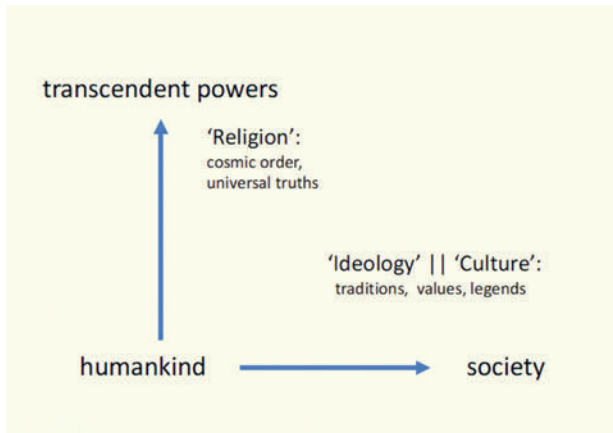 transcendent powers
‘Religion’:
cosmic order,
universal truths
‘Ideology’ || ‘Culture’:
traditions, values, legends
humankind
society